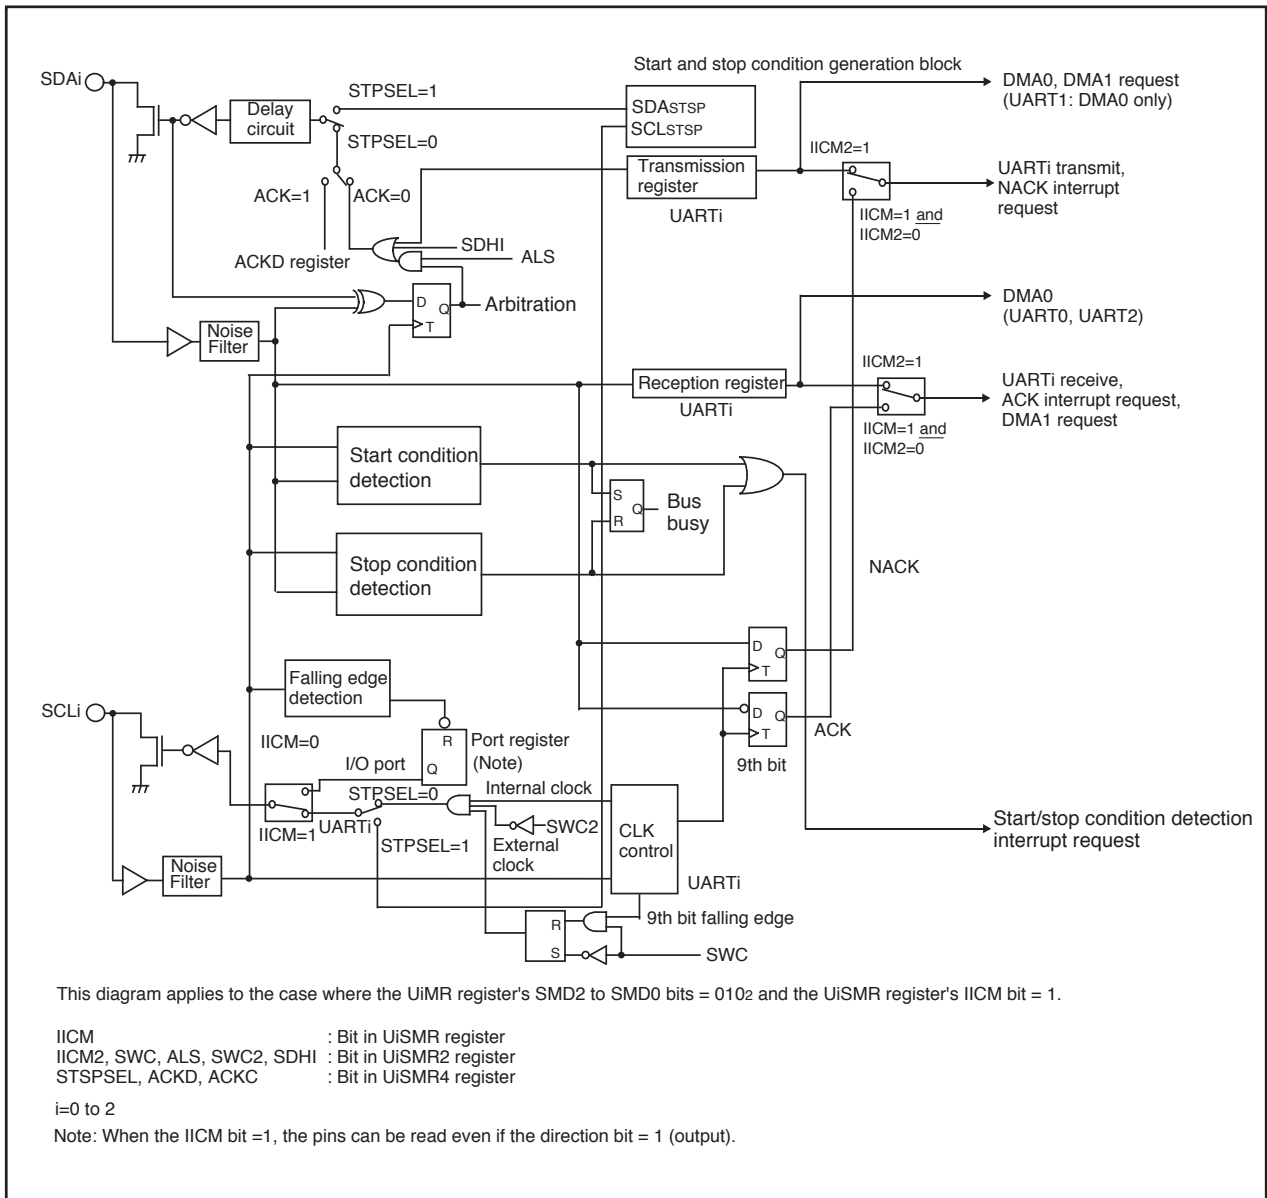 Start and stop condition generation block
SDAi
STPSEL=1
Delay
circuit
STPSEL=0
SDASTSP
SCLSTSP
DMA0, DMA1 request
(UART1: DMA0 only)
ACK=1
ACK=0
Transmission
register
UARTi
IICM2=1
IICM=1 and
IICM2=0
UARTi transmit,
NACK interrupt
request
ACKD register
SDHI
ALS
D
Q
T
Arbitration
Noise
Filter
DMA0
(UART0, UART2)
Reception register
UARTi
IICM2=1
IICM=1 and
IICM2=0
UARTi receive,
ACK interrupt request,
DMA1 request
Start condition
detection
S
Q
R
Bus
busy
Stop condition
detection
NACK
D
Q
T
D
Q
T
ACK
9th bit
Falling edge
detection
SCLi
IICM=0
I/O port
R
Q
Port register
(Note)
STPSEL=0
Internal clock
IICM=1
UARTi
SWC2
External
clock
STPSEL=1
CLK
control
UARTi
Start/stop condition detection
interrupt request
Noise
Filter
9th bit falling edge
R
S
SWC
This diagram applies to the case where the UiMR register's SMD2 to SMD0 bits = 0102 and the UiSMR register's IICM bit = 1.
IICM : Bit in UiSMR register
IICM2, SWC, ALS, SWC2, SDHI : Bit in UiSMR2 register
STSPSEL, ACKD, ACKC : Bit in UiSMR4 register
i=0 to 2
Note: When the IICM bit =1, the pins can be read even if the direction bit = 1 (output).